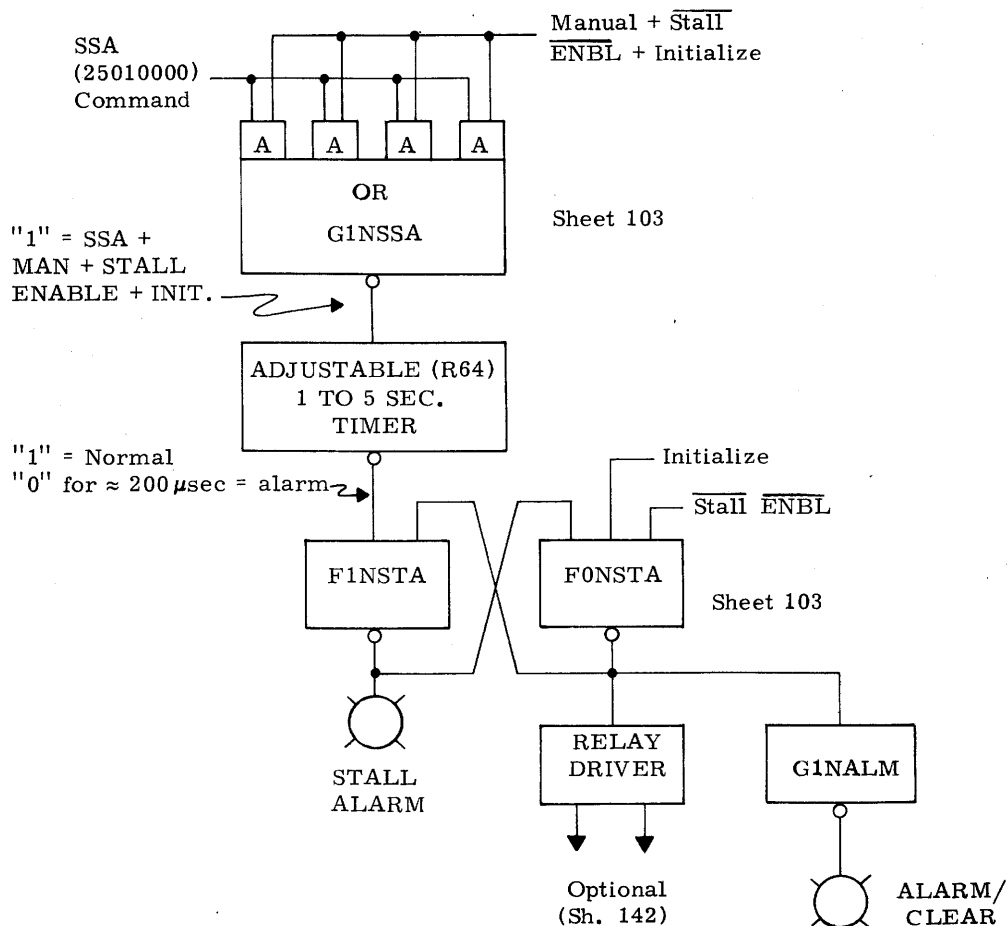 SSA
(25010000)
Command
Manual + Stall
ENBL + Initialize
A A A A
OR
G1NSSA
Sheet 103
"1" = SSA +
MAN + STALL
ENABLE + INIT.
ADJUSTABLE (R64)
1 TO 5 SEC.
TIMER
"1" = Normal
"0" for ≈ 200 μsec = alarm
Initialize
Stall ENBL
F1NSTA
F0NSTA
Sheet 103
STALL
ALARM
RELAY
DRIVER
G1NALM
Optional
(Sh. 142)
ALARM/
CLEAR